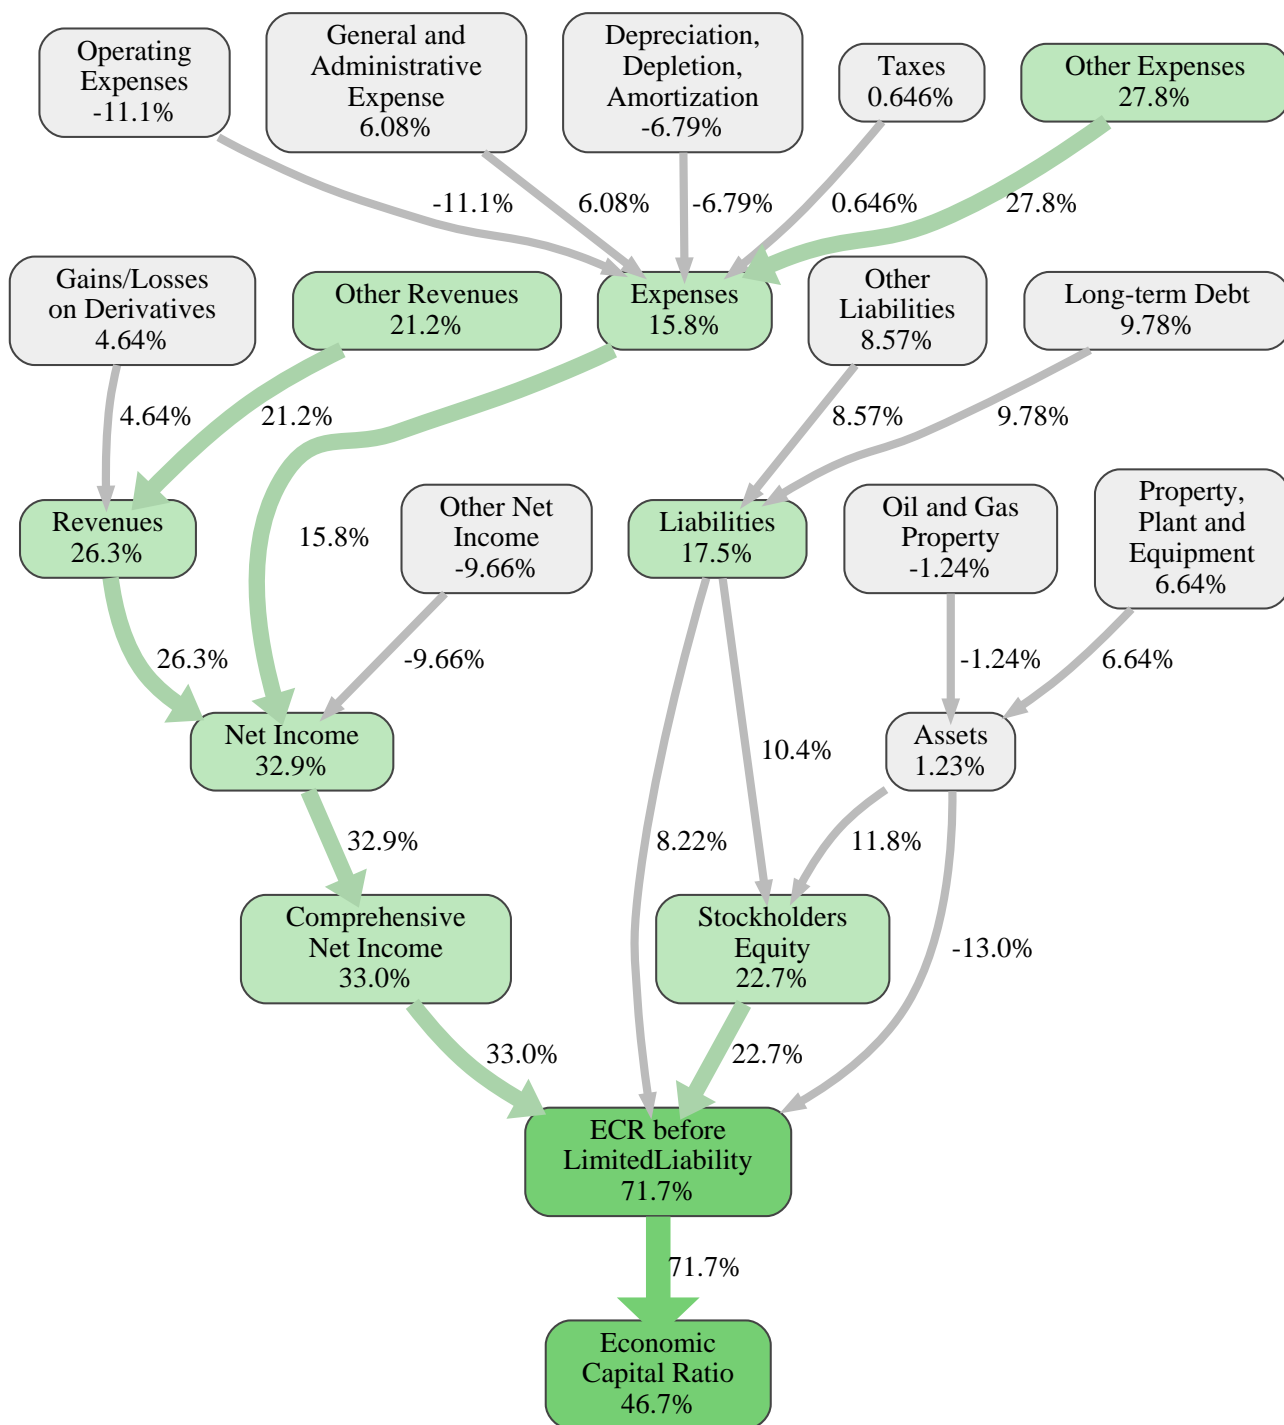 Operating
Expenses
-11.1%
General and
Administrative
Expense
6.08%
Depreciation,
Depletion,
Amortization
-6.79%
Taxes
0.646%
Other Expenses
27.8%
-11.1%
6.08%
-6.79%
0.646%
27.8%
Gains/Losses
on Derivatives
4.64%
Other Revenues
21.2%
Expenses
15.8%
Other
Liabilities
8.57%
Long-term Debt
9.78%
4.64%
21.2%
8.57%
9.78%
Revenues
26.3%
15.8%
Other Net
Income
-9.66%
Liabilities
17.5%
Oil and Gas
Property
-1.24%
Property,
Plant and
Equipment
6.64%
26.3%
-9.66%
-1.24%
6.64%
Net Income
32.9%
10.4%
Assets
1.23%
32.9%
8.22%
11.8%
Comprehensive
Net Income
33.0%
Stockholders
Equity
22.7%
-13.0%
33.0%
22.7%
ECR before
LimitedLiability
71.7%
71.7%
Economic
Capital Ratio
46.7%